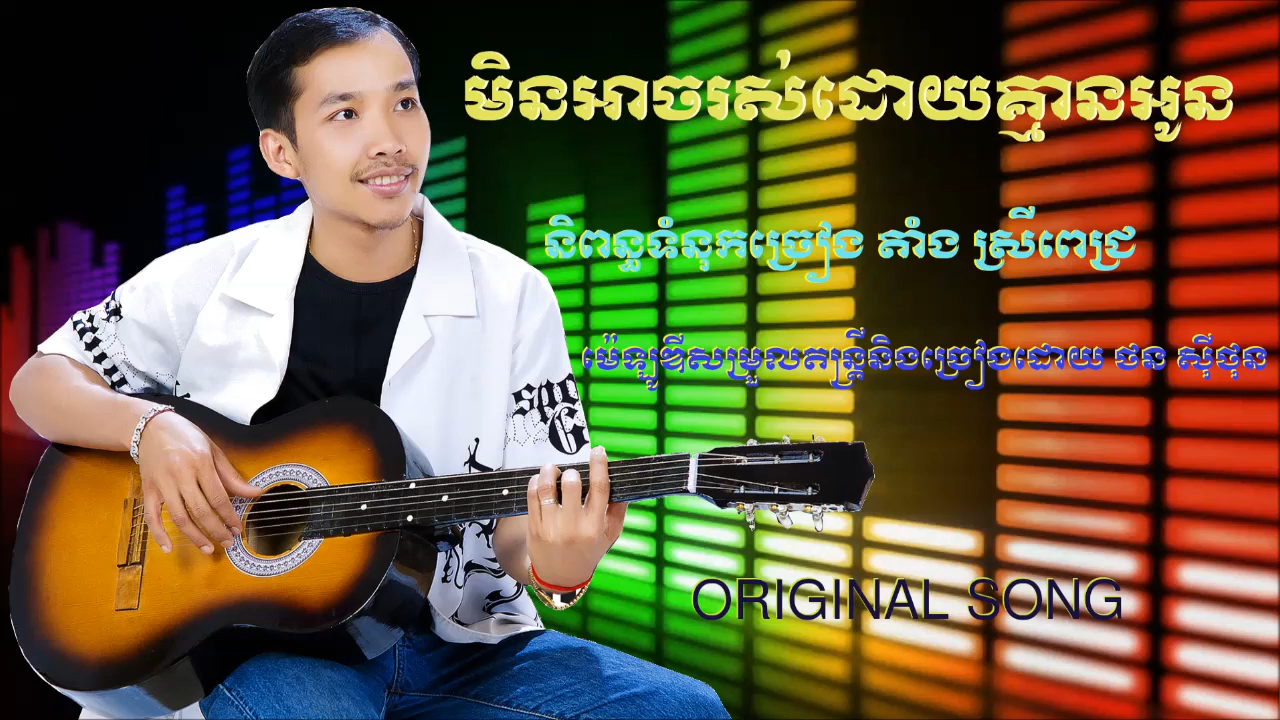 មិនអាចរស់ដោយគ្មានអូន
និពន្ធទំនុកច្រៀង តាំង ស្រីពេជ្រ
ម៉េឡូឌីសម្រួលតន្ត្រីនិងច្រៀងដោយ ថន ស៊ីថុន
ORIGINAL SONG